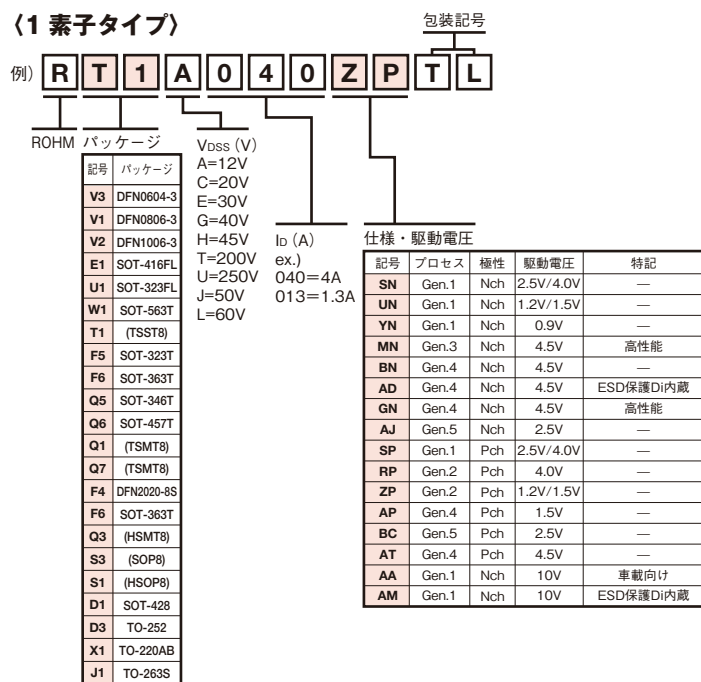 〈1 素子タイプ〉
包装記号
例) R T 1 A 0 4 0 Z P T L
ROHM
パッケージ
記号 パッケージ
V3 DFN0604-3
V1 DFN0806-3
V2 DFN1006-3
E1 SOT-416FL
U1 SOT-323FL
W1 SOT-563T
T1 (TSST8)
F5 SOT-323T
F6 SOT-363T
Q5 SOT-346T
Q6 SOT-457T
Q1 (TSMT8)
Q7 (TSMT8)
F4 DFN2020-8S
F6 SOT-363T
Q3 (HSMT8)
S3 (SOP8)
S1 (HSOP8)
D1 SOT-428
D3 TO-252
X1 TO-220AB
J1 TO-263S
VDSS (V)
A=12V
C=20V
E=30V
G=40V
H=45V
T=200V
U=250V
J=50V
L=60V
ID (A)
ex.)
040=4A
013=1.3A
仕様・駆動電圧
記号 プロセス 極性 駆動電圧 特記
SN Gen.1 Nch 2.5V/4.0V —
UN Gen.1 Nch 1.2V/1.5V —
YN Gen.1 Nch 0.9V —
MN Gen.3 Nch 4.5V 高性能
BN Gen.4 Nch 4.5V —
AD Gen.4 Nch 4.5V ESD保護Di内蔵
GN Gen.4 Nch 4.5V 高性能
AJ Gen.5 Nch 2.5V —
SP Gen.1 Pch 2.5V/4.0V —
RP Gen.2 Pch 4.0V —
ZP Gen.2 Pch 1.2V/1.5V —
AP Gen.4 Pch 1.5V —
BC Gen.5 Pch 2.5V —
AT Gen.4 Pch 4.5V —
AA Gen.1 Nch 10V 車載向け
AM Gen.1 Nch 10V ESD保護Di内蔵